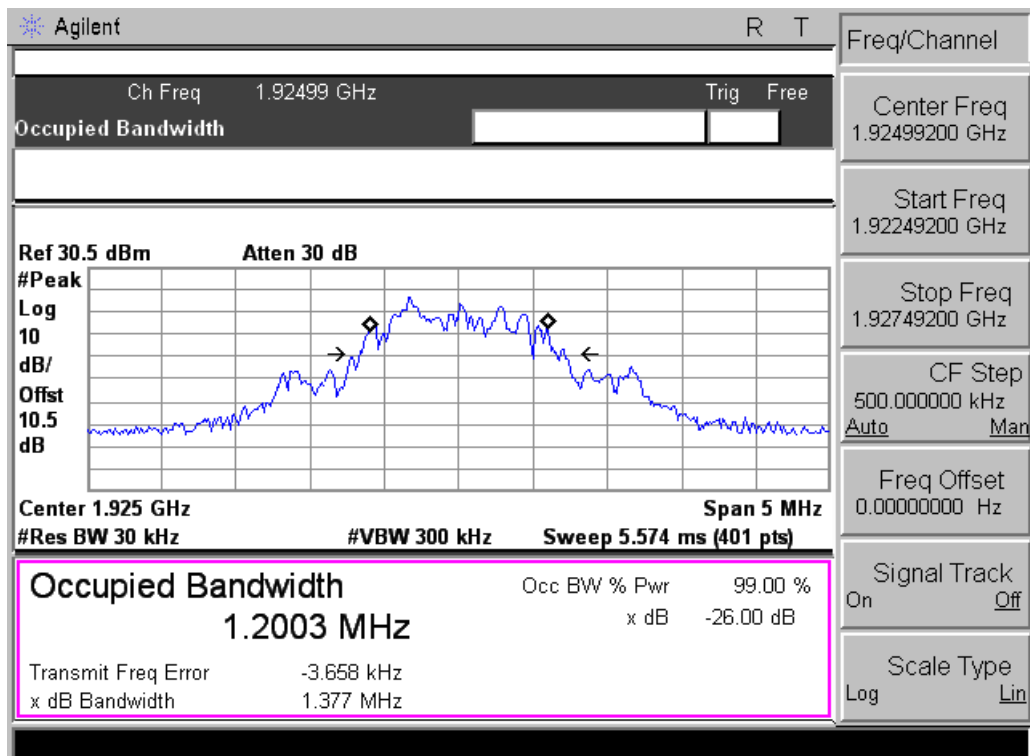 Agilent
R T
Freq/Channel
Ch Freq 1.92499 GHz
Trig Free
Occupied Bandwidth
Center Freq
1.92499200 GHz
Start Freq
1.92249200 GHz
Ref 30.5 dBm Atten 30 dB
#Peak
Log
10
dB/
Offst
10.5
dB
Stop Freq
1.92749200 GHz
CF Step
500.000000 kHz
Auto Man
Center 1.925 GHz Span 5 MHz
#Res BW 30 kHz #VBW 300 kHz Sweep 5.574 ms (401 pts)
Freq Offset
0.00000000 Hz
Occupied Bandwidth
1.2003 MHz
Occ BW % Pwr 99.00 %
x dB -26.00 dB
Transmit Freq Error -3.658 kHz
x dB Bandwidth 1.377 MHz
Signal Track
On Off
Scale Type
Log Lin